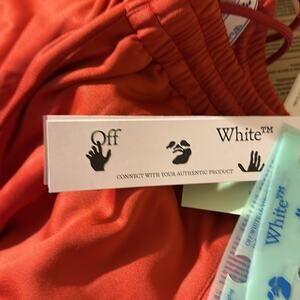 Off White™
CONNECT WITH YOUR AUTHENTIC PRODUCT
White™